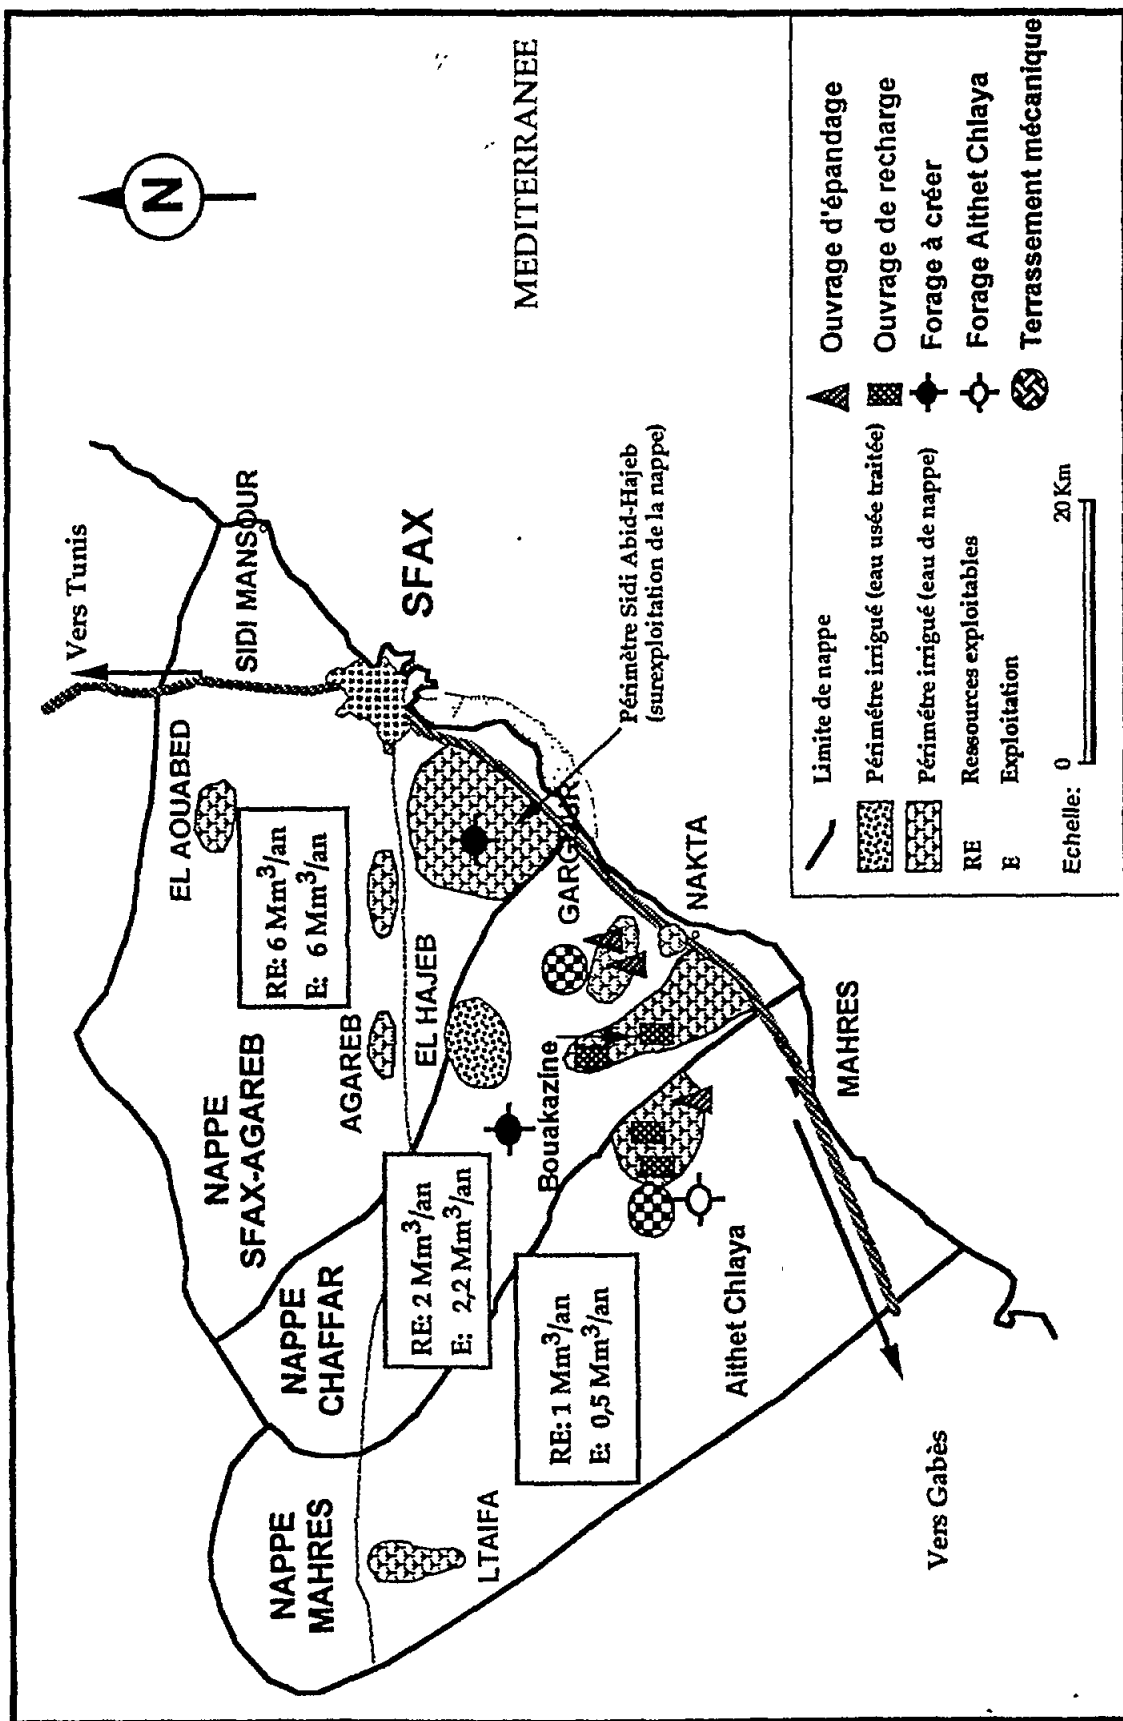 N
MEDITERRANEE
Vers Tunis
SIDI MANSOUR
SFAX
EL AOUABED
RE: 6 Mm³/an
E: 6 Mm³/an
NAPPE
SFAX-AGAREB
AGAREB
EL HAJEB
Périmètre Sidi Abid-Hajeb
(surexploitation de la nappe)
GARGOUR
NAKTA
Bouakazine
MAHRES
NAPPE
CHAFFAR
RE: 2 Mm³/an
E: 2,2 Mm³/an
RE: 1 Mm³/an
E: 0,5 Mm³/an
Aithet Chlaya
NAPPE
MAHRES
LTAIFA
Vers Gabès
Limite de nappe
Périmétre irrigué (eau usée traitée)
Périmétre irrigué (eau de nappe)
RE Ressources exploitables
E Exploitation
Echelle: 0 20 Km
Ouvrage d'épandage
Ouvrage de recharge
Forage à créer
Forage Aithet Chlaya
Terrassement mécanique